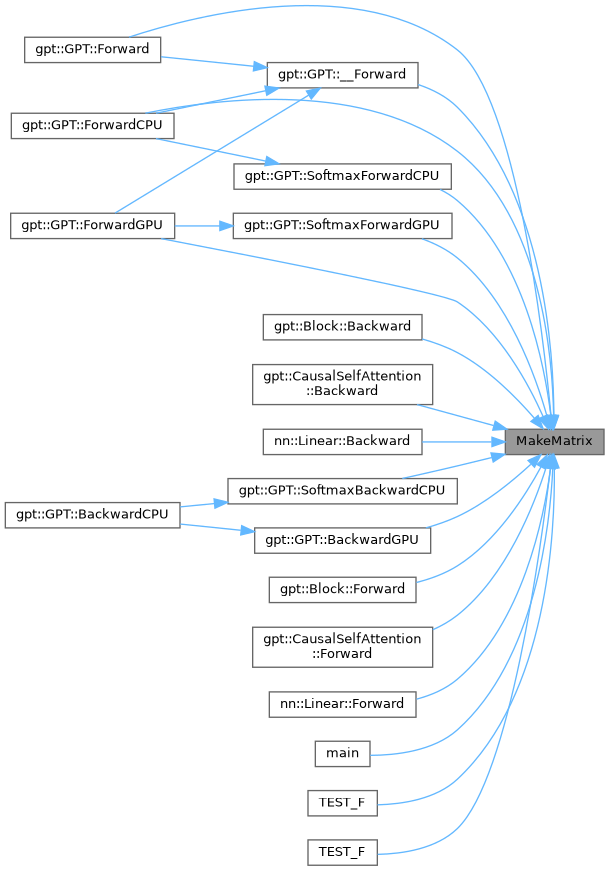 gpt::GPT::Forward
gpt::GPT::__Forward
gpt::GPT::ForwardCPU
gpt::GPT::SoftmaxForwardCPU
gpt::GPT::ForwardGPU
gpt::GPT::SoftmaxForwardGPU
gpt::Block::Backward
gpt::CausalSelfAttention
::Backward
nn::Linear::Backward
MakeMatrix
gpt::GPT::SoftmaxBackwardCPU
gpt::GPT::BackwardCPU
gpt::GPT::BackwardGPU
gpt::Block::Forward
gpt::CausalSelfAttention
::Forward
nn::Linear::Forward
main
TEST_F
TEST_F